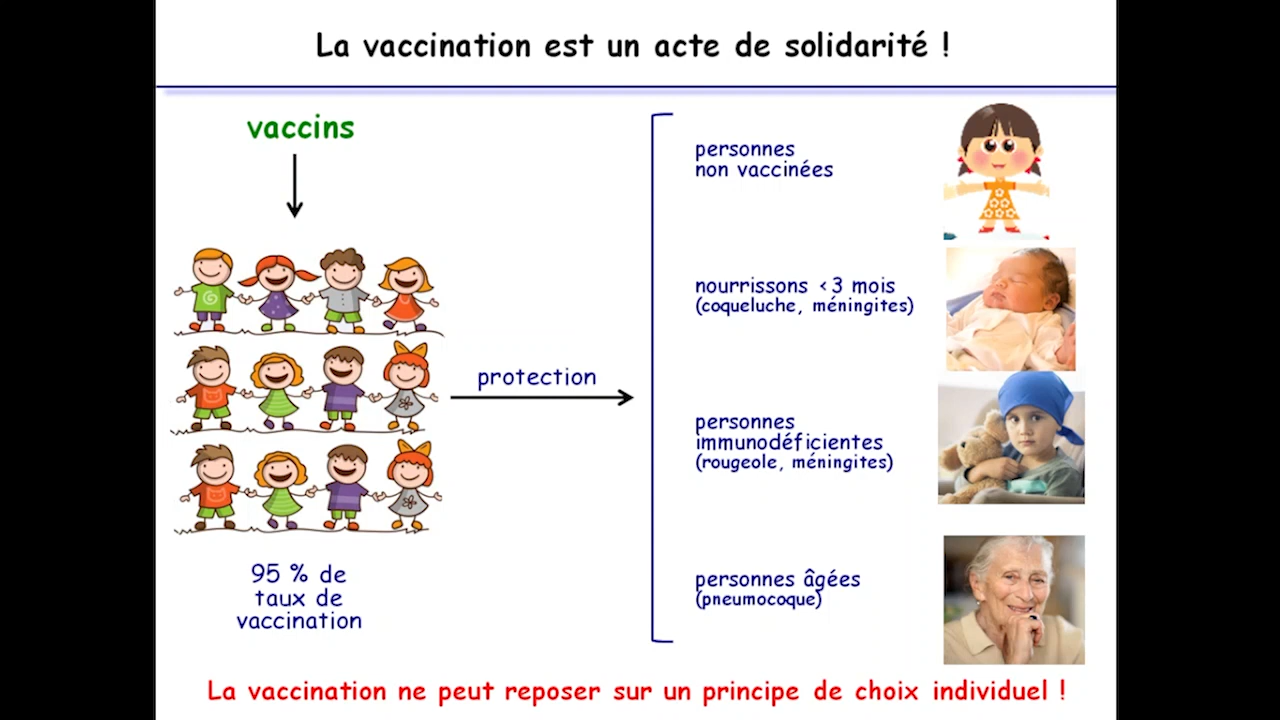 La vaccination est un acte de solidarité !
vaccins
protection
95 % de
taux de
vaccination
personnes
non vaccinées
nourrissons <3 mois
(coqueluche, méningites)
personnes
immunodéficientes
(rougeole, méningites)
personnes âgées
(pneumocoque)
La vaccination ne peut reposer sur un principe de choix individuel !